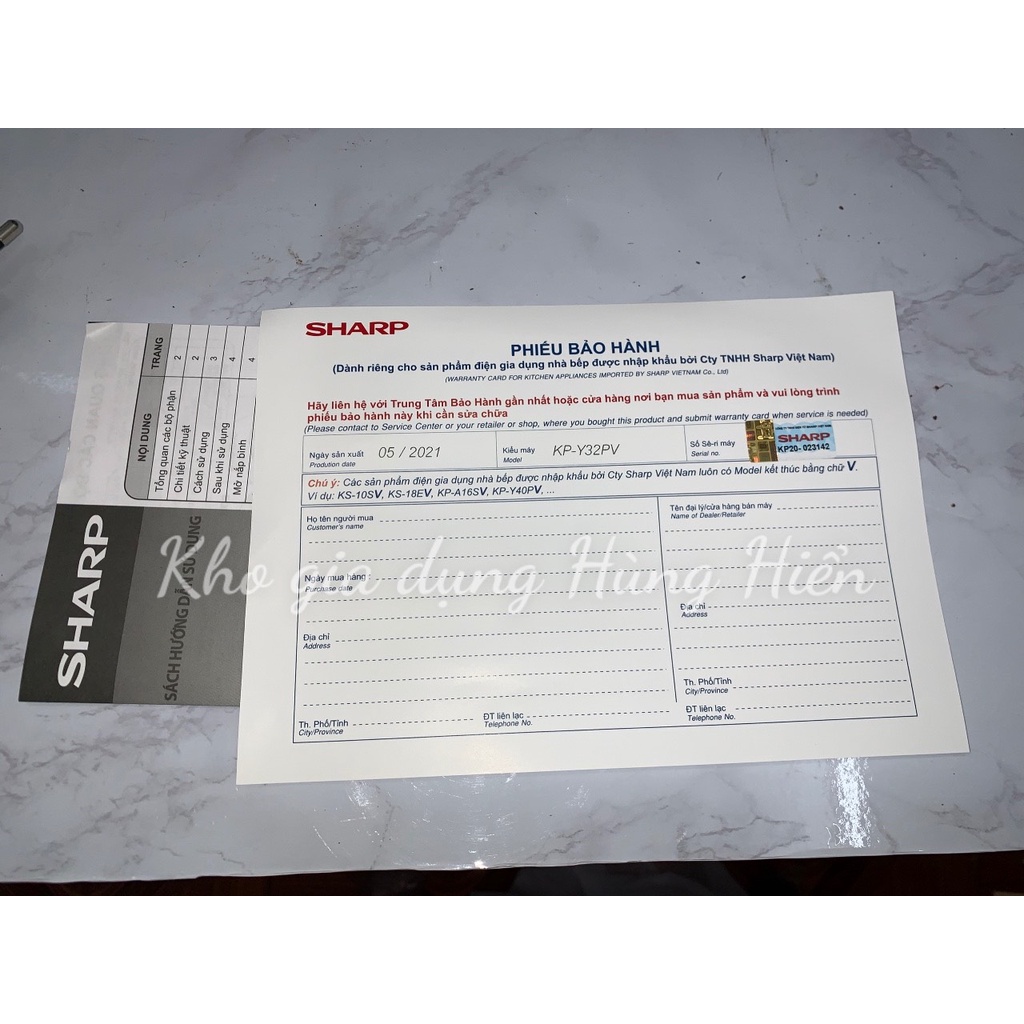 SHARP
PHIẾU BẢO HÀNH
(Dành riêng cho sản phẩm điện gia dụng nhà bếp được nhập khẩu bởi Cty TNHH Sharp Việt Nam)
(WARRANTY CARD FOR KITCHEN APPLIANCES IMPORTED BY SHARP VIETNAM Co., Ltd)
Hãy liên hệ với Trung Tâm Bảo Hành gần nhất hoặc cửa hàng nơi bạn mua sản phẩm và vui lòng trình
phiếu bảo hành này khi cần sửa chữa
(Please contact to Service Center or your retailer or shop, where you bought this product and submit warranty card when service is needed)
Ngày sản xuất 05 / 2021 Kiểu máy KP-Y32PV Số Sê-ri máy SHARP
Prodution date Model Serial no. KP20- 023142
Chú ý: Các sản phẩm điện gia dụng nhà bếp được nhập khẩu bởi Cty Sharp Việt Nam luôn có Model kết thúc bằng chữ V.
Ví dụ: KS-10SV, KS-18EV, KP-A16SV, KP-Y40PV, ...
Họ tên người mua
Customer's name
Tên đại lý/cửa hàng bán máy
Name of Dealer/Retailer
Ngày mua hàng:
Purchase date
Địa chỉ
Address
Địa chỉ
Address
Th. Phố/Tỉnh
City/Province
Th. Phố/Tỉnh
City/Province
ĐT liên lạc
Telephone No.
ĐT liên lạc
Telephone No.
Kho gia dụng Hùng Hiển
SHARP
SÁCH HƯỚNG DẪN SỬ DỤNG
NỘI DUNG TRANG
Tổng quan các bộ phận 2
Chi tiết kỹ thuật 2
Cách sử dụng 3
Sau khi sử dụng 4
Mở nắp bình 4